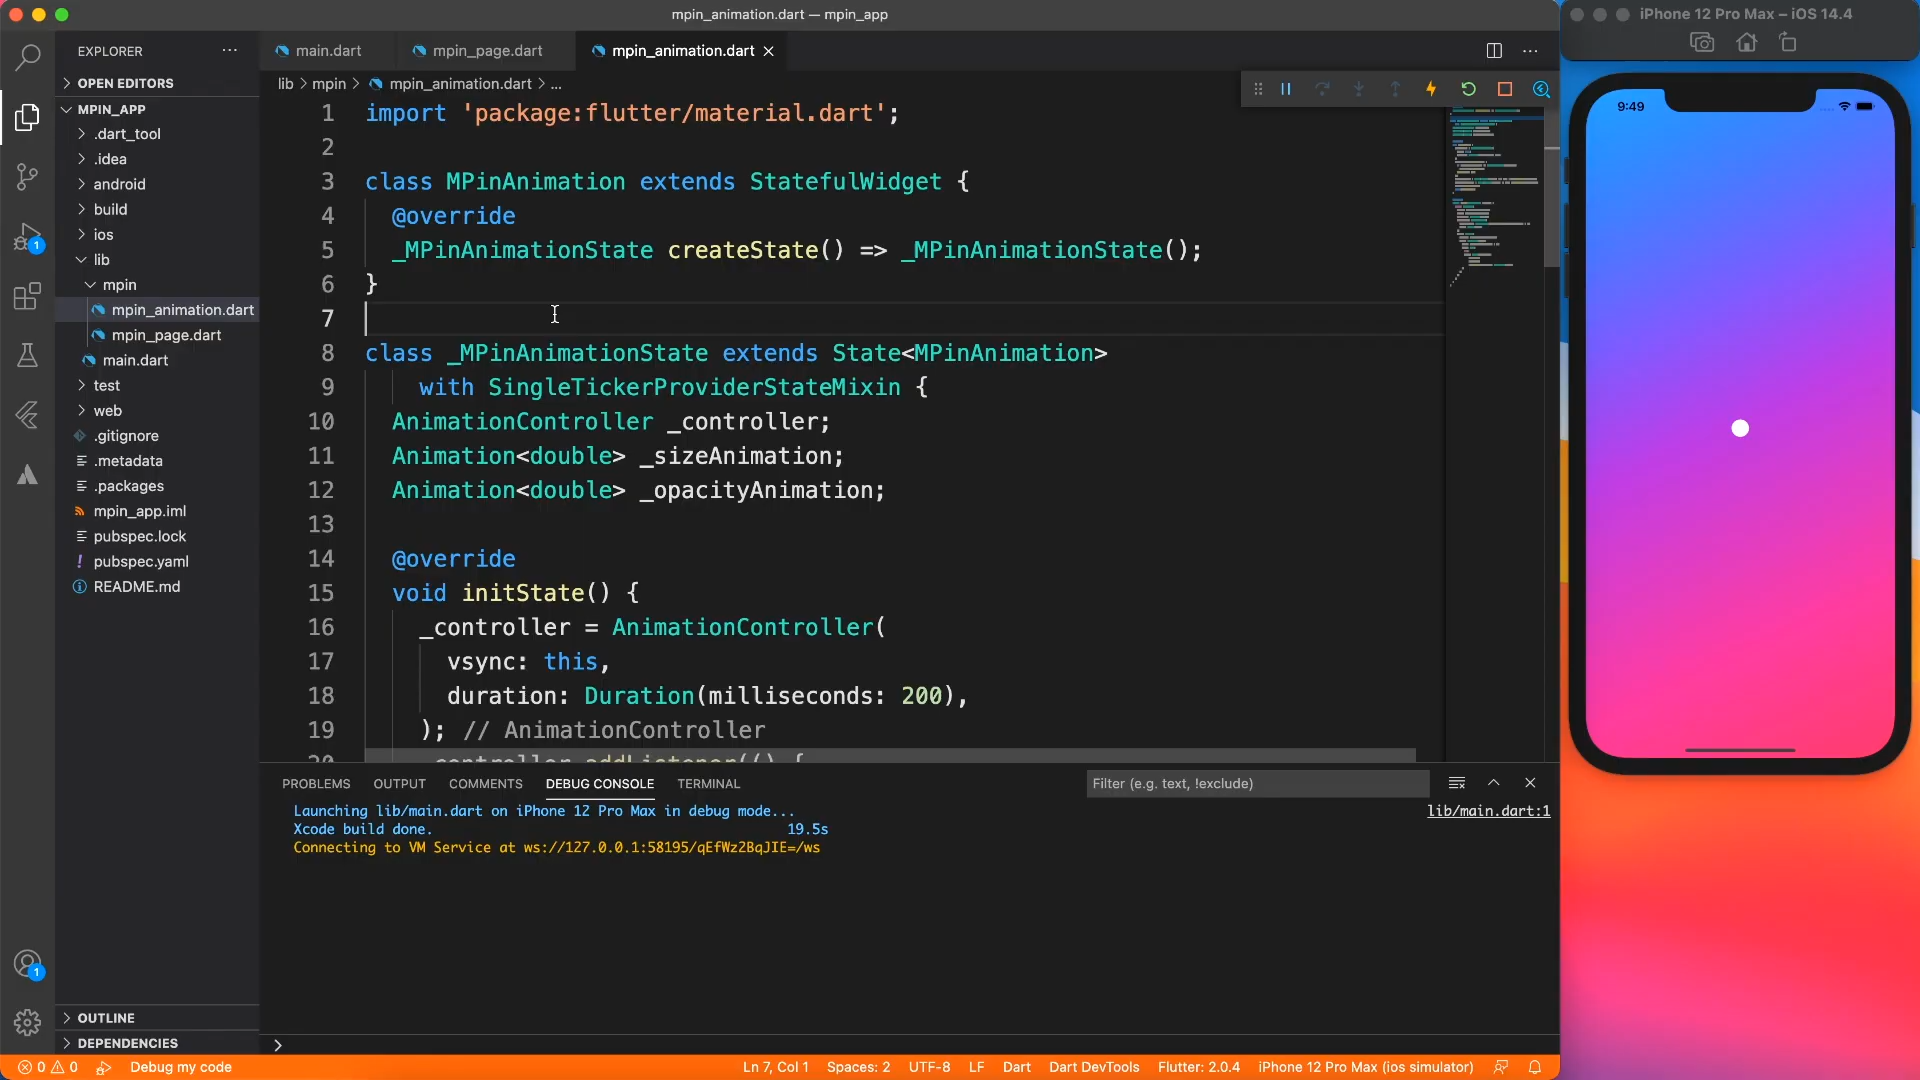 mpin_animation.dart — mpin_app
iPhone 12 Pro Max – iOS 14.4
EXPLORER
main.dart
mpin_page.dart
mpin_animation.dart
OPEN EDITORS
lib > mpin > mpin_animation.dart > ...
MPIN_APP
.dart_tool
.idea
android
build
ios
lib
mpin
mpin_animation.dart
mpin_page.dart
main.dart
test
web
.gitignore
.metadata
.packages
mpin_app.iml
pubspec.lock
pubspec.yaml
README.md
OUTLINE
DEPENDENCIES
1 import 'package:flutter/material.dart';
2
3 class MPinAnimation extends StatefulWidget {
4 @override
5 _MPinAnimationState createState() => _MPinAnimationState();
6 }
7
8 class _MPinAnimationState extends State<MPinAnimation>
9 with SingleTickerProviderStateMixin {
10 AnimationController _controller;
11 Animation<double> _sizeAnimation;
12 Animation<double> _opacityAnimation;
13
14 @override
15 void initState() {
16 _controller = AnimationController(
17 vsync: this,
18 duration: Duration(milliseconds: 200),
19 ); // AnimationController
20 _controller.addListener(() {
9:49
PROBLEMS OUTPUT COMMENTS DEBUG CONSOLE TERMINAL
Filter (e.g. text, !exclude)
Launching lib/main.dart on iPhone 12 Pro Max in debug mode...
lib/main.dart:1
Xcode build done. 19.5s
Connecting to VM Service at ws://127.0.0.1:58195/qEfWz2BqJIE=/ws
1
1
0 0 Debug my code Ln 7, Col 1 Spaces: 2 UTF-8 LF Dart Dart DevTools Flutter: 2.0.4 iPhone 12 Pro Max (ios simulator)